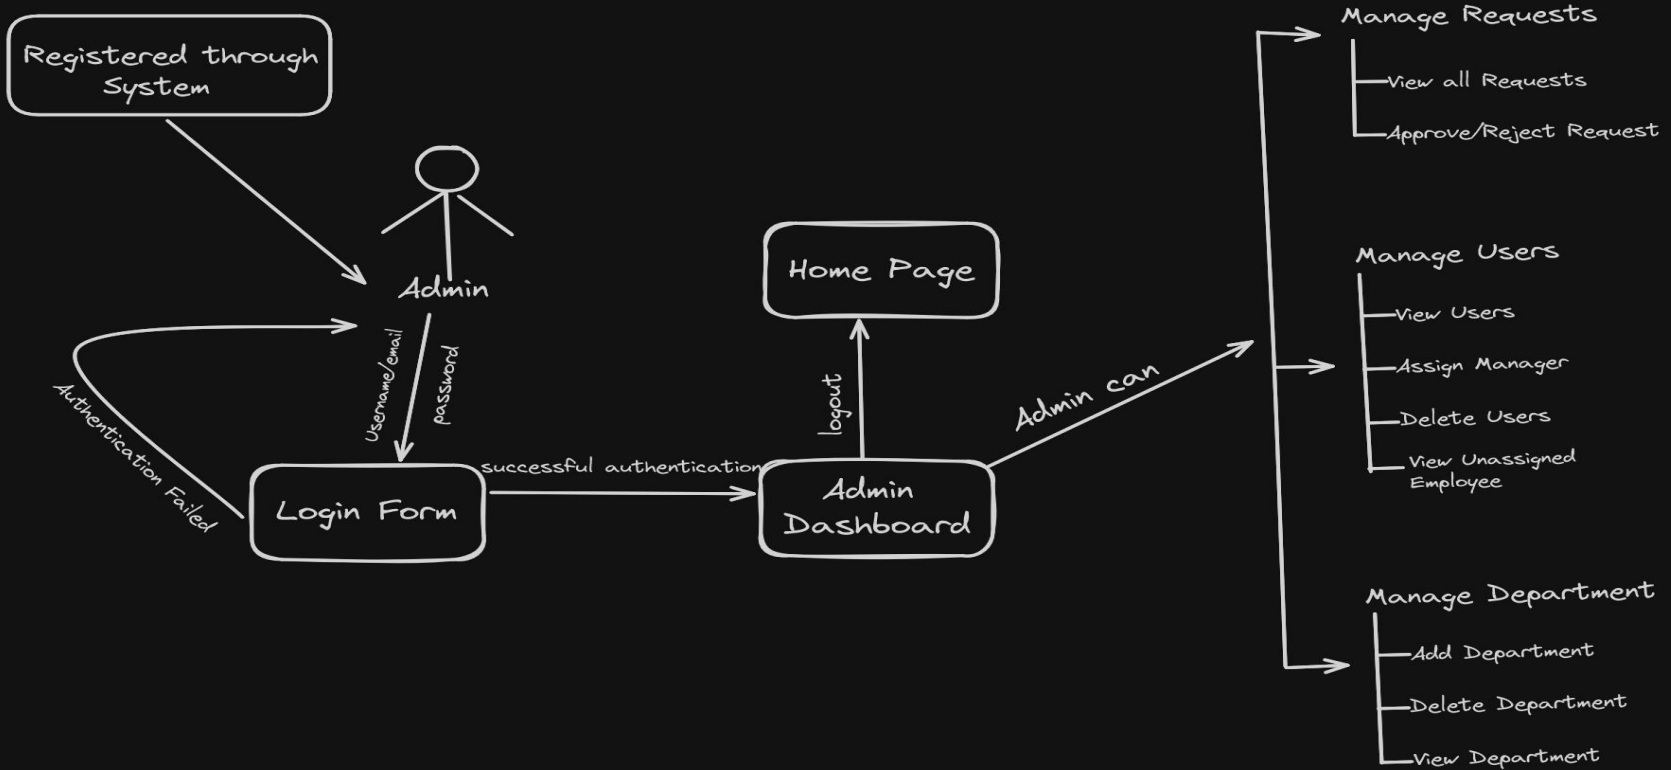 Registered through
System
Admin
Username/email
password
Authentication Failed
Login Form
successful authentication
Home Page
logout
Admin
Dashboard
Admin can
Manage Requests
View all Requests
Approve/Reject Request
Manage Users
View Users
Assign Manager
Delete Users
View Unassigned
Employee
Manage Department
Add Department
Delete Department
View Department